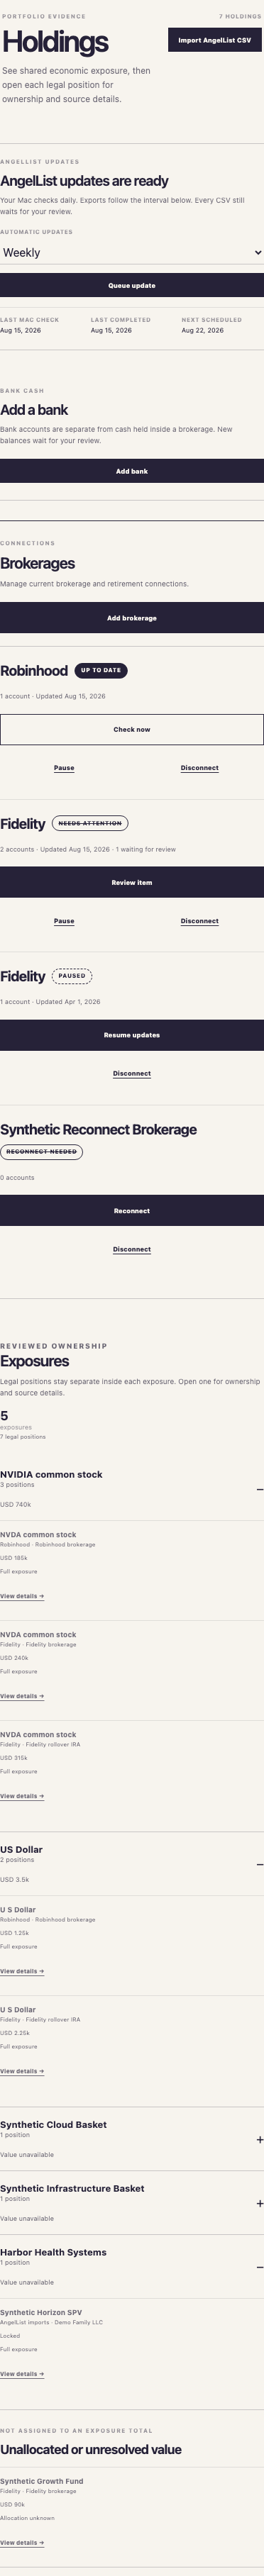 PORTFOLIO EVIDENCE
7 HOLDINGS
Holdings
Import AngelList CSV
See shared economic exposure, then
open each legal position for
ownership and source details.
ANGELLIST UPDATES
AngelList updates are ready
Your Mac checks daily. Exports follow the interval below. Every CSV still
waits for your review.
AUTOMATIC UPDATES
Weekly
Queue update
LAST MAC CHECK
LAST COMPLETED
NEXT SCHEDULED
Aug 15, 2026
Aug 15, 2026
Aug 22, 2026
BANK CASH
Add a bank
Bank accounts are separate from cash held inside a brokerage. New
balances wait for your review.
Add bank
CONNECTIONS
Brokerages
Manage current brokerage and retirement connections.
Add brokerage
Robinhood UP TO DATE
1 account · Updated Aug 15, 2026
Check now
Pause Disconnect
Fidelity NEEDS ATTENTION
2 accounts · Updated Aug 15, 2026 · 1 waiting for review
Review item
Pause Disconnect
Fidelity PAUSED
1 account · Updated Apr 1, 2026
Resume updates
Disconnect
Synthetic Reconnect Brokerage
RECONNECT NEEDED
0 accounts
Reconnect
Disconnect
REVIEWED OWNERSHIP
Exposures
Legal positions stay separate inside each exposure. Open one for ownership
and source details.
5
exposures
7 legal positions
NVIDIA common stock
3 positions
USD 740k
−
NVDA common stock
Robinhood · Robinhood brokerage
USD 185k
Full exposure
View details →
NVDA common stock
Fidelity · Fidelity brokerage
USD 240k
Full exposure
View details →
NVDA common stock
Fidelity · Fidelity rollover IRA
USD 315k
Full exposure
View details →
US Dollar
2 positions
USD 3.5k
−
U S Dollar
Robinhood · Robinhood brokerage
USD 1.25k
Full exposure
View details →
U S Dollar
Fidelity · Fidelity rollover IRA
USD 2.25k
Full exposure
View details →
Synthetic Cloud Basket
1 position
Value unavailable
+
Synthetic Infrastructure Basket
1 position
Value unavailable
+
Harbor Health Systems
1 position
Value unavailable
−
Synthetic Horizon SPV
AngelList Imports · Demo Family LLC
Locked
Full exposure
View details →
NOT ASSIGNED TO AN EXPOSURE TOTAL
Unallocated or unresolved value
Synthetic Growth Fund
Fidelity · Fidelity brokerage
USD 90k
Allocation unknown
View details →